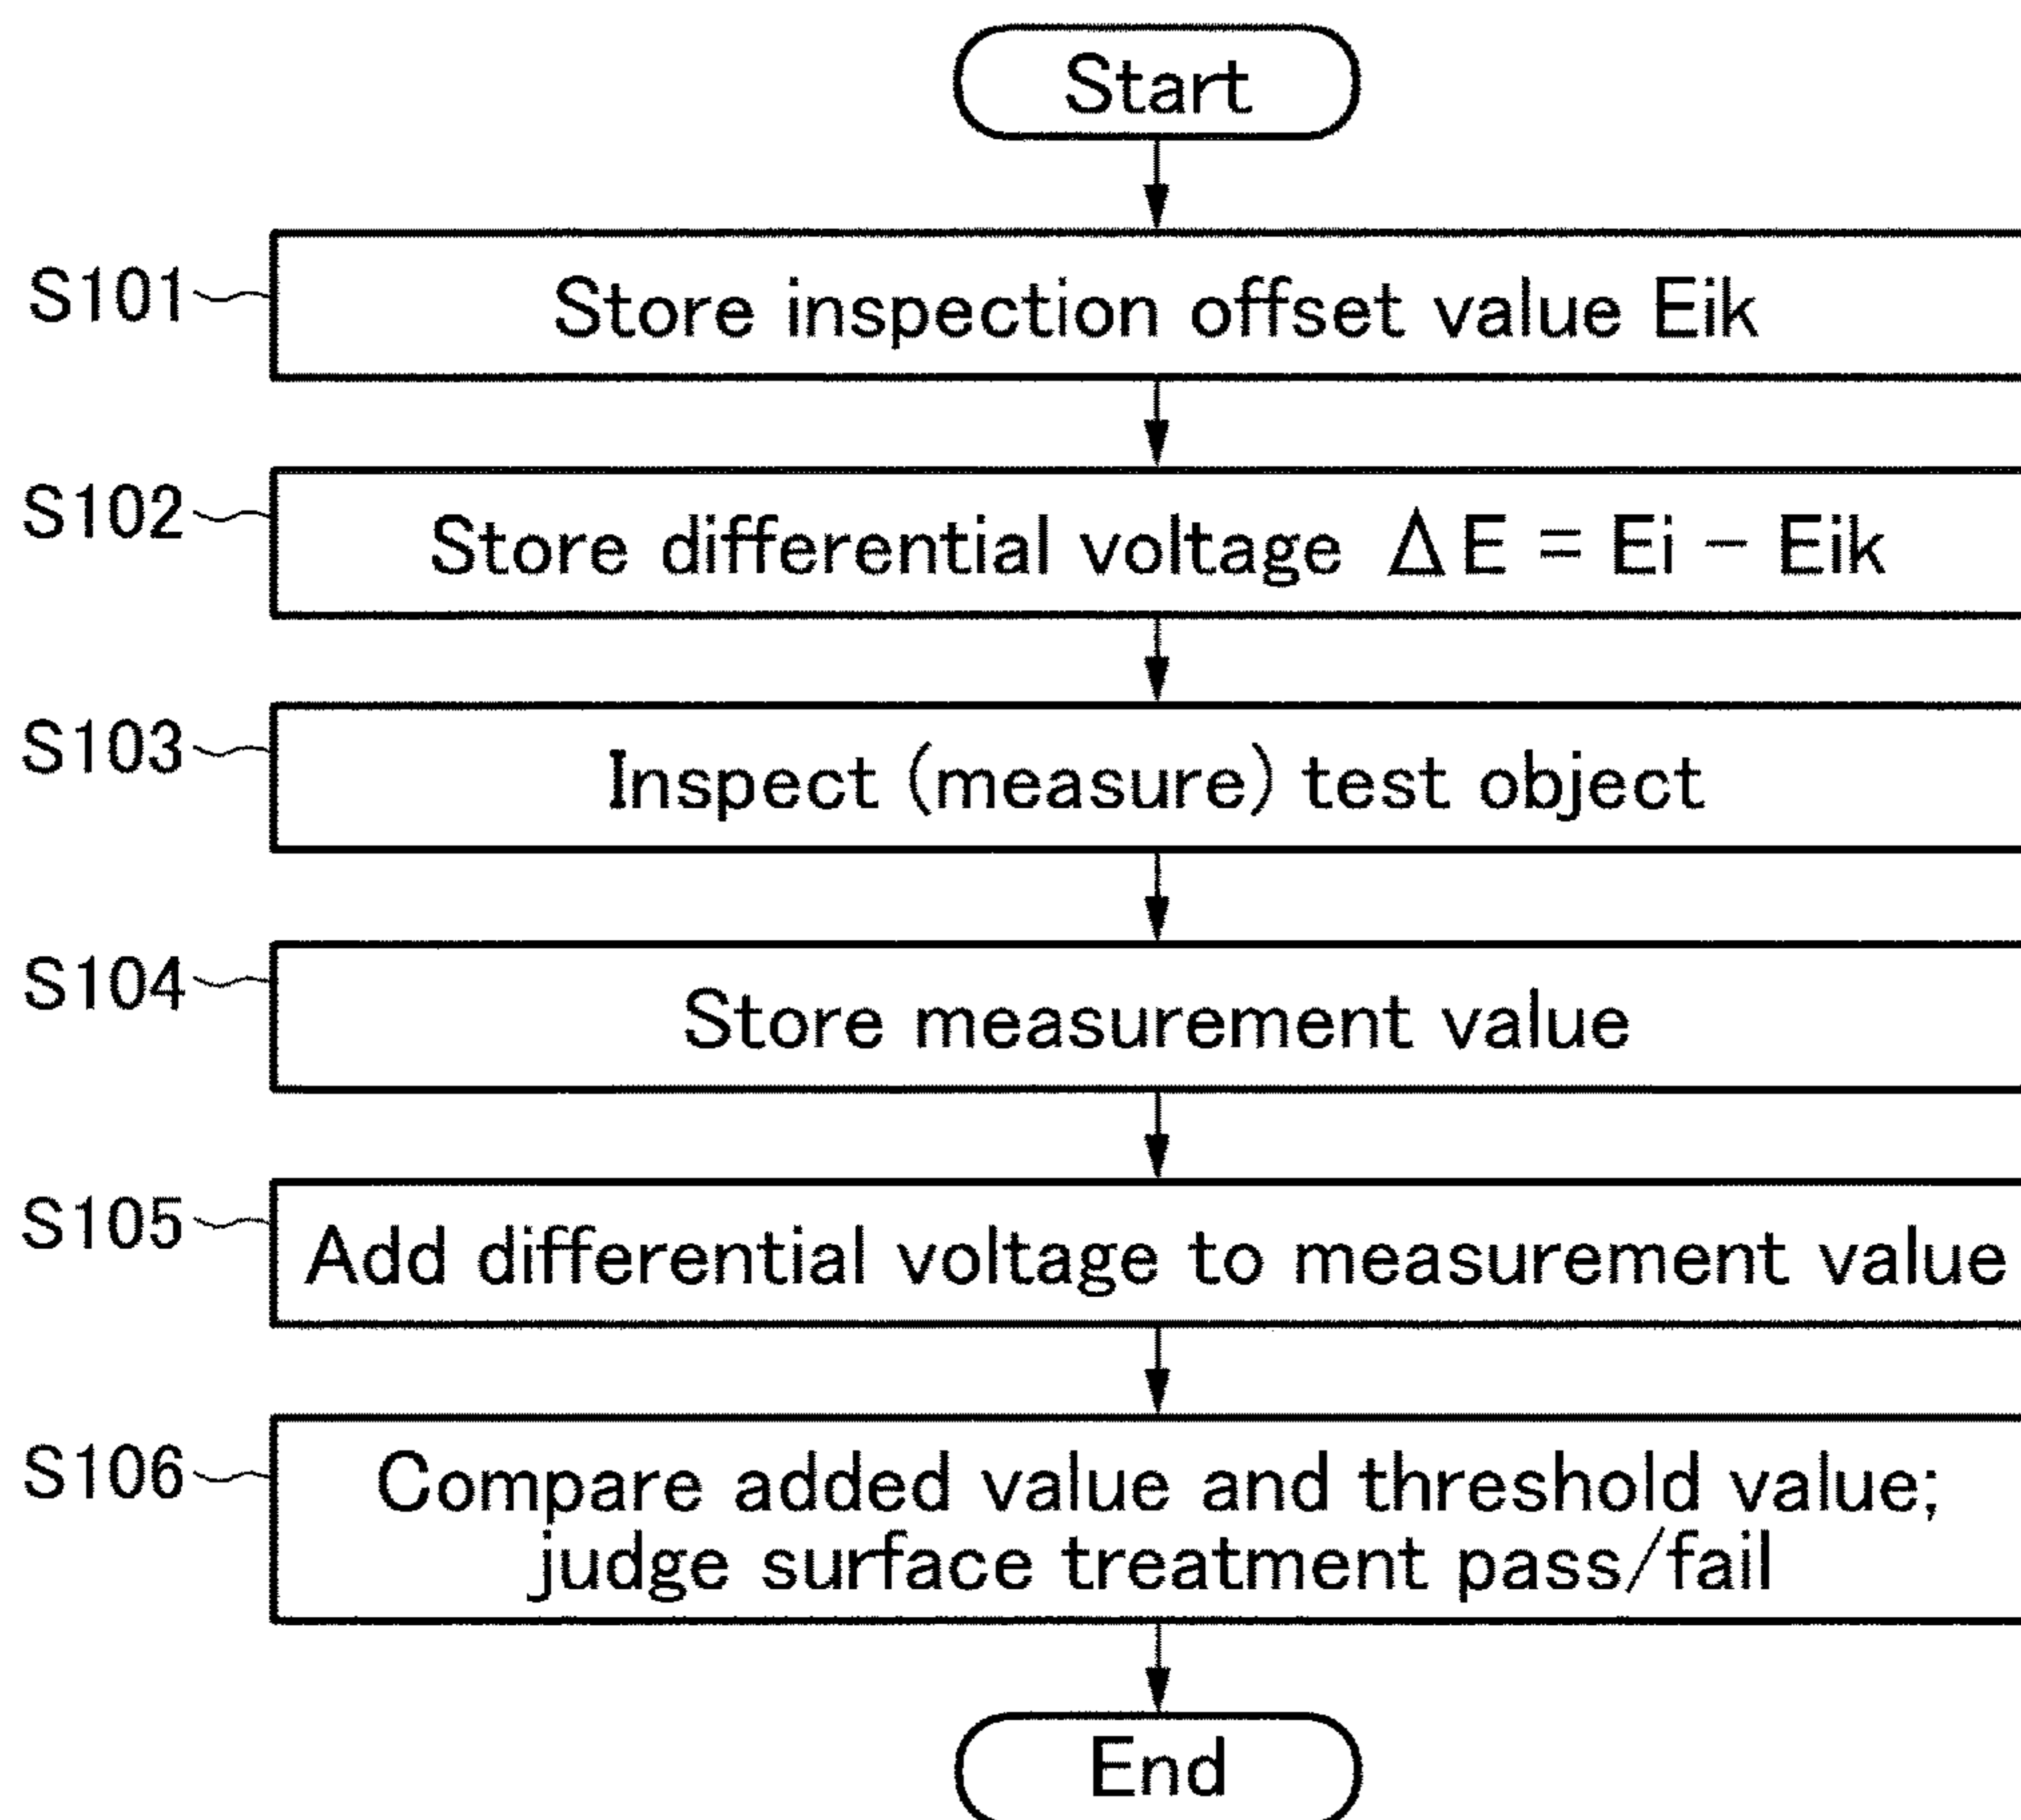 Start
S101
Store inspection offset value Eik
S102
Store differential voltage ΔE = Ei - Eik
S103
Inspect (measure) test object
S104
Store measurement value
S105
Add differential voltage to measurement value
S106
Compare added value and threshold value;
judge surface treatment pass/fail
End